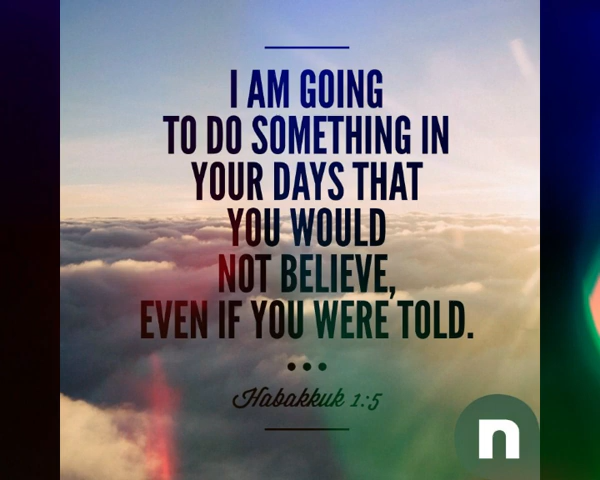 I AM GOING
TO DO SOMETHING IN
YOUR DAYS THAT
YOU WOULD
NOT BELIEVE,
EVEN IF YOU WERE TOLD.
...
Habakkuk 1:5
n